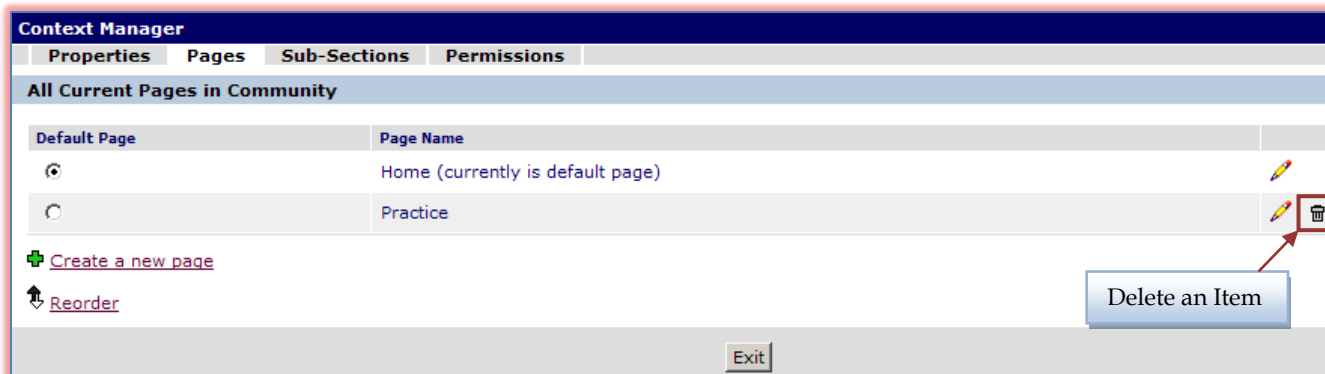 Context Manager
Properties Pages Sub-Sections Permissions
All Current Pages in Community
Default Page Page Name
Home (currently is default page)
Practice
Create a new page
Reorder
Delete an Item
Exit